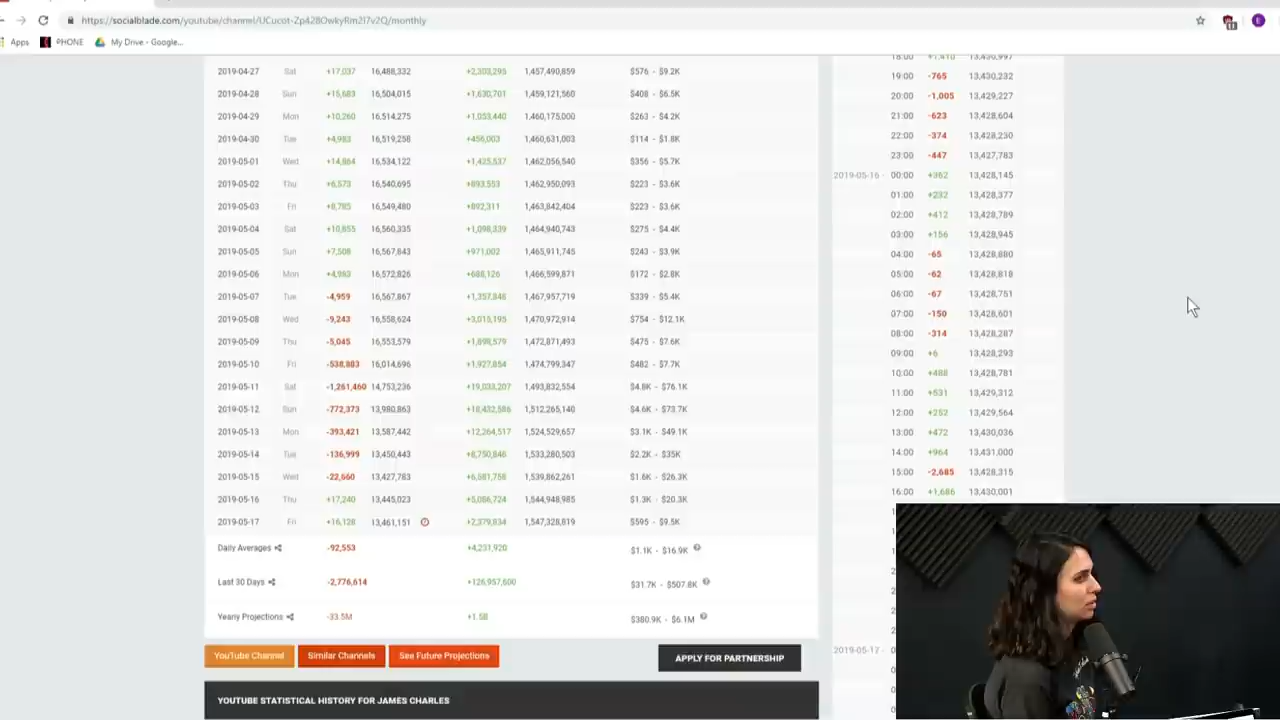 https://socialblade.com/youtube/channel/UCucot-Zp428OwkyRm2I7v2Q/monthly
Apps PHONE My Drive - Google...
2019-04-27 Sat +17,037 16,488,332 +2,303,295 1,457,490,859 $576 - $9.2K
2019-04-28 Sun +15,683 16,504,015 +1,630,701 1,459,121,560 $408 - $6.5K
2019-04-29 Mon +10,260 16,514,275 +1,053,440 1,460,175,000 $263 - $4.2K
2019-04-30 Tue +4,983 16,519,258 +456,003 1,460,631,003 $114 - $1.8K
2019-05-01 Wed +14,864 16,534,122 +1,425,537 1,462,056,540 $356 - $5.7K
2019-05-02 Thu +6,573 16,540,695 +893,553 1,462,950,093 $223 - $3.6K
2019-05-03 Fri +8,785 16,549,480 +892,311 1,463,842,404 $223 - $3.6K
2019-05-04 Sat +10,855 16,560,335 +1,098,339 1,464,940,743 $275 - $4.4K
2019-05-05 Sun +7,508 16,567,843 +971,002 1,465,911,745 $243 - $3.9K
2019-05-06 Mon +4,983 16,572,826 +688,126 1,466,599,871 $172 - $2.8K
2019-05-07 Tue -4,959 16,567,867 +1,357,848 1,467,957,719 $339 - $5.4K
2019-05-08 Wed -9,243 16,558,624 +3,015,195 1,470,972,914 $754 - $12.1K
2019-05-09 Thu -5,045 16,553,579 +1,898,579 1,472,871,493 $475 - $7.6K
2019-05-10 Fri -538,883 16,014,696 +1,927,854 1,474,799,347 $482 - $7.7K
2019-05-11 Sat -1,261,460 14,753,236 +19,033,207 1,493,832,554 $4.8K - $76.1K
2019-05-12 Sun -772,373 13,980,863 +18,432,586 1,512,265,140 $4.6K - $73.7K
2019-05-13 Mon -393,421 13,587,442 +12,264,517 1,524,529,657 $3.1K - $49.1K
2019-05-14 Tue -136,999 13,450,443 +8,750,846 1,533,280,503 $2.2K - $35K
2019-05-15 Wed -22,660 13,427,783 +6,581,758 1,539,862,261 $1.6K - $26.3K
2019-05-16 Thu +17,240 13,445,023 +5,086,724 1,544,948,985 $1.3K - $20.3K
2019-05-17 Fri +16,128 13,461,151 +2,379,834 1,547,328,819 $595 - $9.5K
Daily Averages -92,553 +4,231,920 $1.1K - $16.9K
Last 30 Days -2,776,614 +126,957,600 $31.7K - $507.8K
Yearly Projections -33.5M +1.5B $380.9K - $6.1M
YouTube Channel Similar Channels See Future Projections APPLY FOR PARTNERSHIP
YOUTUBE STATISTICAL HISTORY FOR JAMES CHARLES
18:00 +1,410 13,430,997
19:00 -765 13,430,232
20:00 -1,005 13,429,227
21:00 -623 13,428,604
22:00 -374 13,428,230
23:00 -447 13,427,783
2019-05-16 - 00:00 +362 13,428,145
01:00 +232 13,428,377
02:00 +412 13,428,789
03:00 +156 13,428,945
04:00 -65 13,428,880
05:00 -62 13,428,818
06:00 -67 13,428,751
07:00 -150 13,428,601
08:00 -314 13,428,287
09:00 +6 13,428,293
10:00 +488 13,428,781
11:00 +531 13,429,312
12:00 +252 13,429,564
13:00 +472 13,430,036
14:00 +964 13,431,000
15:00 -2,685 13,428,315
16:00 +1,686 13,430,001
2019-05-17 -